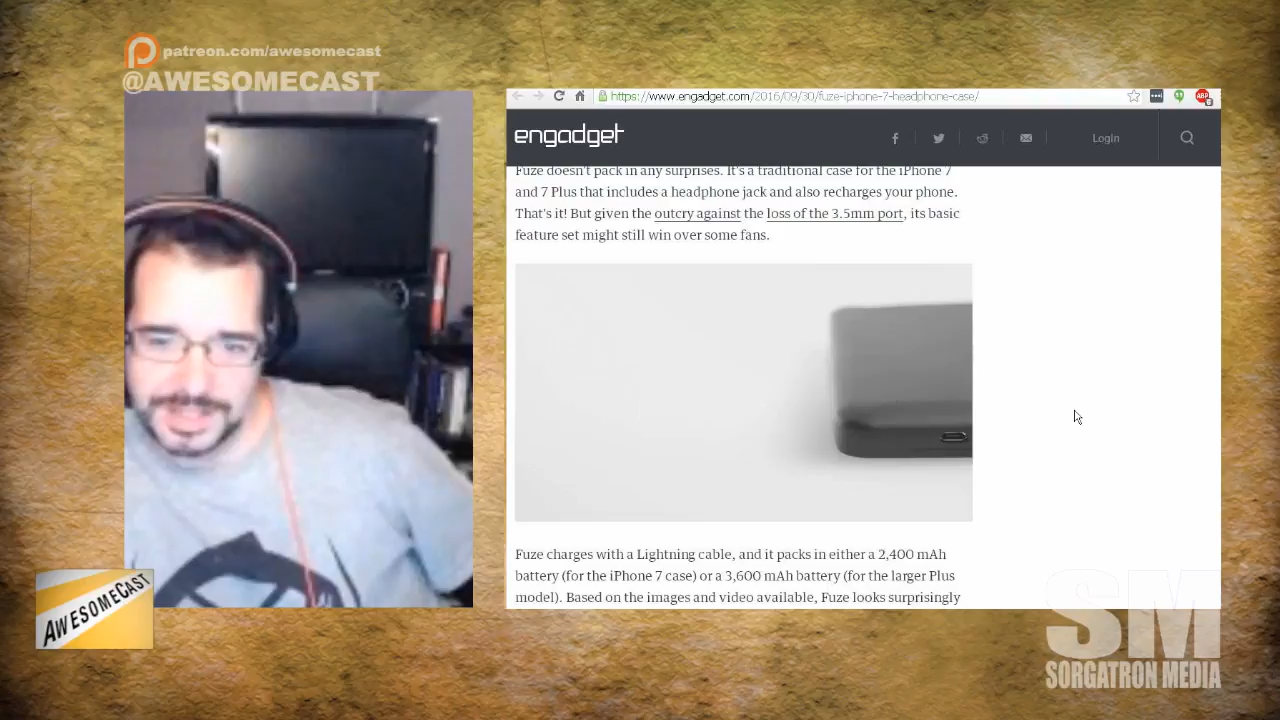 patreon.com/awesomecast
@AWESOMECAST
https://www.engadget.com/2016/09/30/fuze-iphone-7-headphone-case/
ABP
6
engadget
Login
Fuze doesn't pack in any surprises. It's a traditional case for the iPhone 7
and 7 Plus that includes a headphone jack and also recharges your phone.
That's it! But given the outcry against the loss of the 3.5mm port, its basic
feature set might still win over some fans.
Fuze charges with a Lightning cable, and it packs in either a 2,400 mAh
battery (for the iPhone 7 case) or a 3,600 mAh battery (for the larger Plus
model). Based on the images and video available, Fuze looks surprisingly
AWESOMECAST
SM
SORGATRON MEDIA